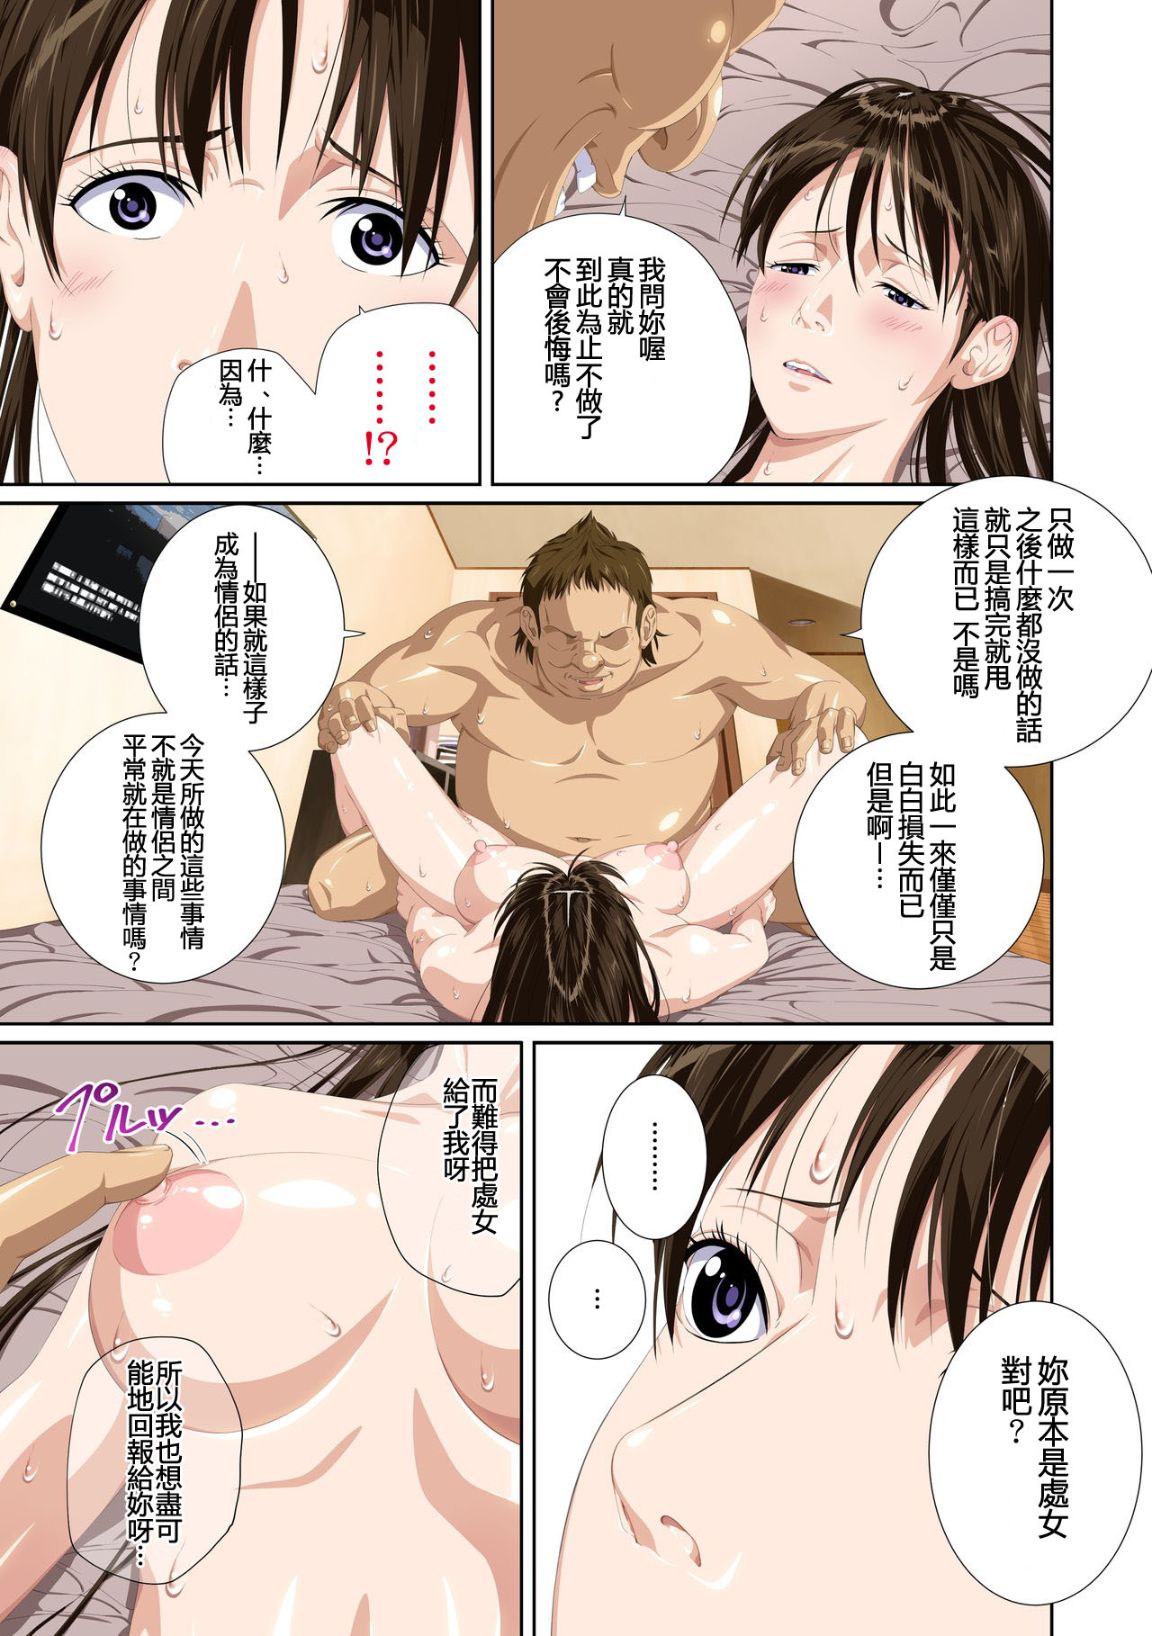 我問妳喔
真的就
到此為止不做了
不會後悔嗎？
……
……!?
什、什麼…
因為…
只做一次
之後什麼都沒做的話
就只是搞完就甩
這樣而已 不是嗎
如此一來僅僅只是
白白損失而已
但是啊ー…
——如果就這樣子
成為情侶的話…
今天所做的這些事情
不就是情侶之間
平常就在做的事情嗎？
妳原本是處女
對吧？
………
…
而難得把處女
給了我呀
プルッ…
所以我也想盡可
能地回報給妳呀…